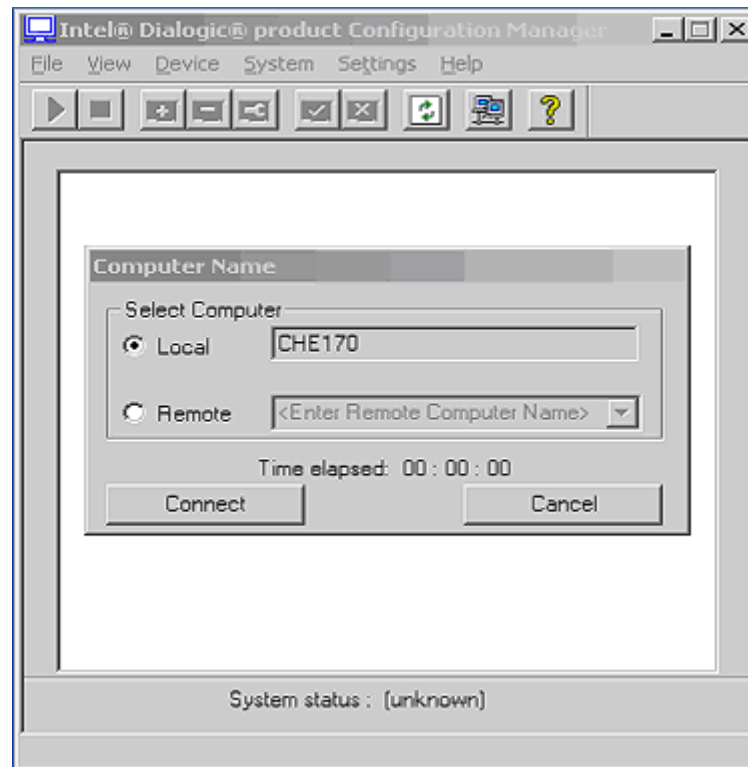 Intel® Dialogic® product Configuration Manager
File View Device System Settings Help
Computer Name
Select Computer
Local CHE170
Remote <Enter Remote Computer Name>
Time elapsed: 00 : 00 : 00
Connect Cancel
System status : (unknown)